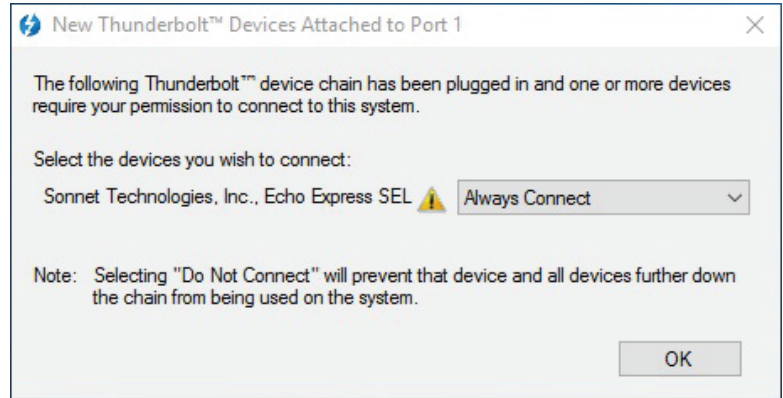 New Thunderbolt™ Devices Attached to Port 1
The following Thunderbolt™ device chain has been plugged in and one or more devices
require your permission to connect to this system.
Select the devices you wish to connect:
Sonnet Technologies, Inc., Echo Express SEL Always Connect
Note: Selecting "Do Not Connect" will prevent that device and all devices further down
the chain from being used on the system.
OK